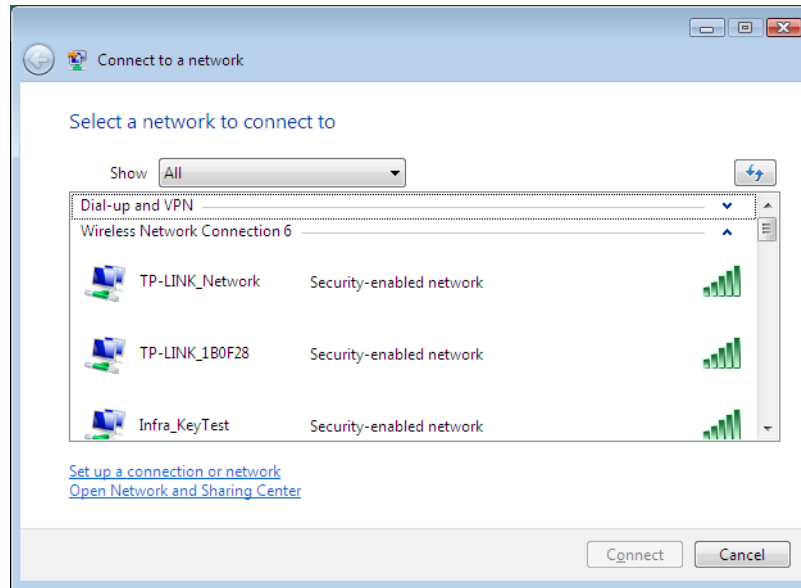 Connect to a network
Select a network to connect to
Show All
Dial-up and VPN
Wireless Network Connection 6
TP-LINK_Network Security-enabled network
TP-LINK_1B0F28 Security-enabled network
Infra_KeyTest Security-enabled network
Set up a connection or network
Open Network and Sharing Center
Connect Cancel